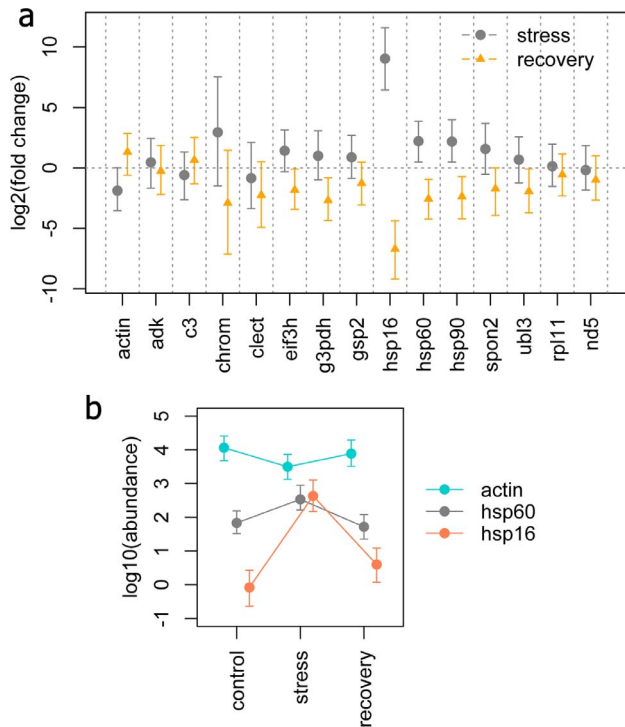 a
log2(fold change)
10
5
0
-5
-10
stress
recovery
actin
adk
c3
chrom
clect
eif3h
g3pdh
gsp2
hsp16
hsp60
hsp90
spon2
ubl3
rpl11
nd5
b
log10(abundance)
5
4
3
2
1
0
-1
control
stress
recovery
actin
hsp60
hsp16